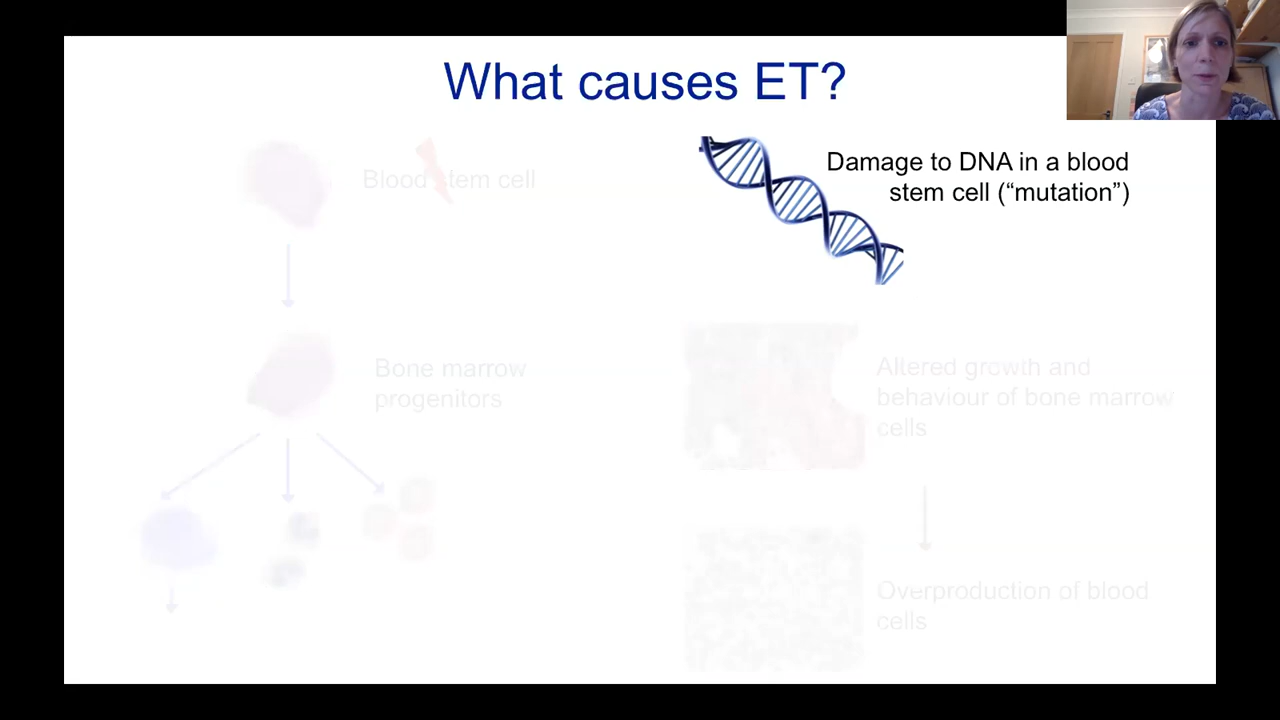 What causes ET?
Blood stem cell
Damage to DNA in a blood
stem cell (“mutation”)
Bone marrow
progenitors
Altered growth and
behaviour of bone marrow
cells
Overproduction of blood
cells